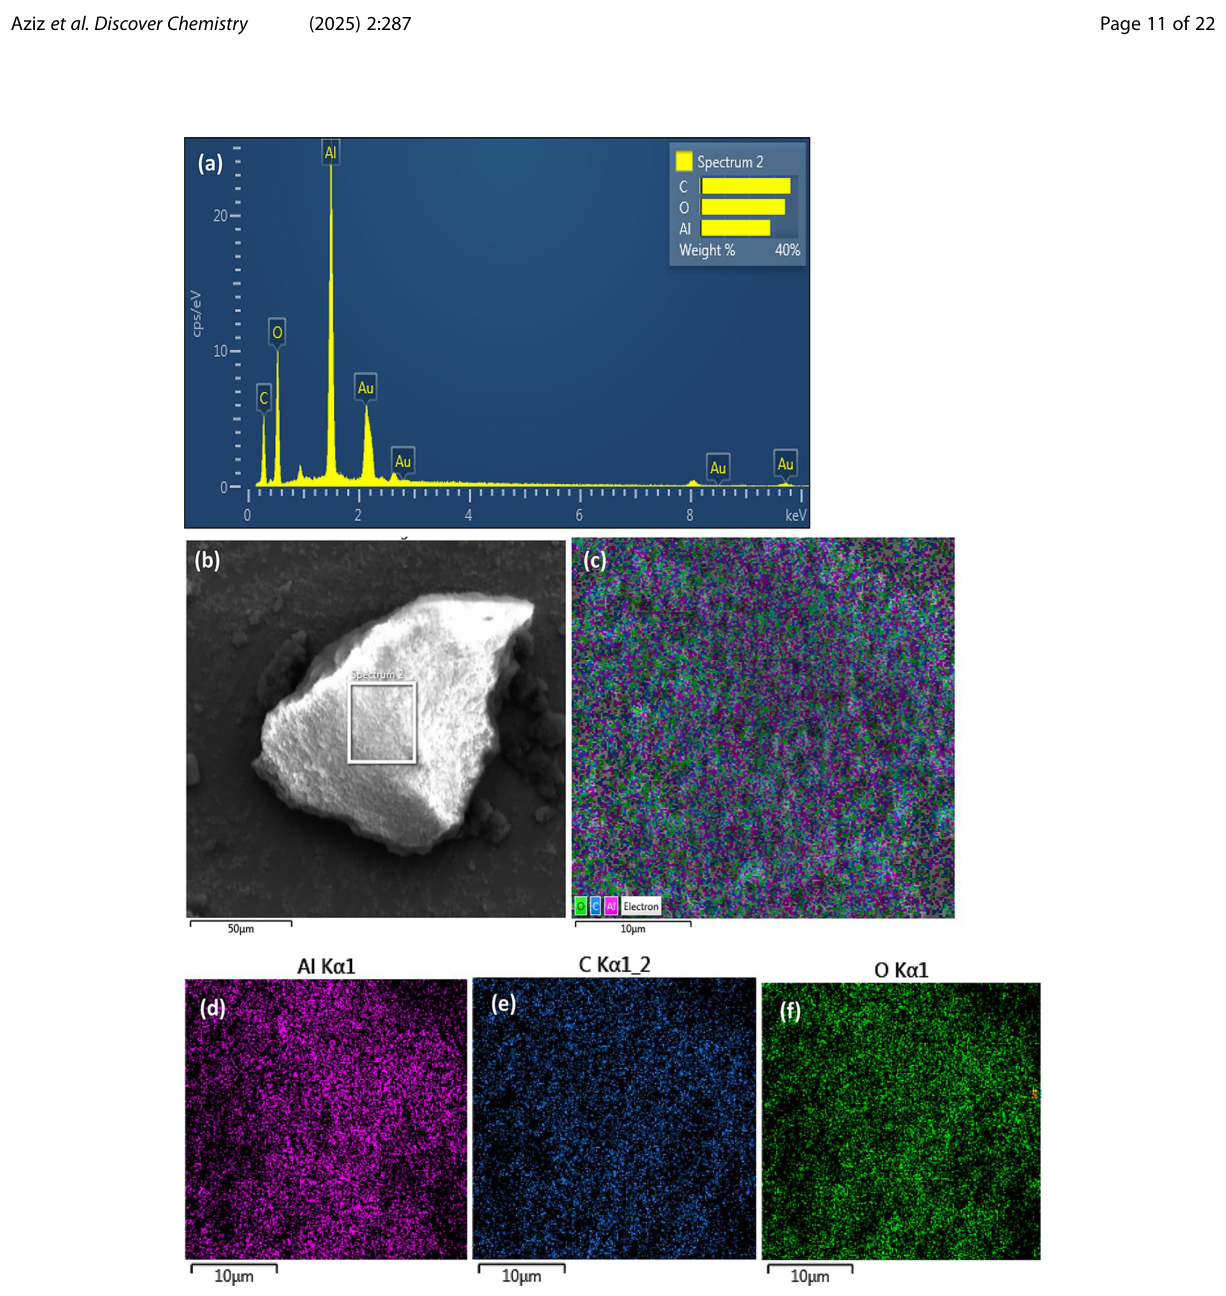 Aziz et al. Discover Chemistry (2025) 2:287 Page 11 of 22
(a)
Al
Spectrum 2
C
O
Al
Weight % 40%
20
cps/eV
O
10
Au
C
Au
Au
Au
0
0 2 4 6 8 keV
(b)
(c)
Spectrum 2
O C Al Electron
50µm
10µm
Al Kα1
C Kα1_2
O Kα1
(d)
(e)
(f)
10µm
10µm
10µm